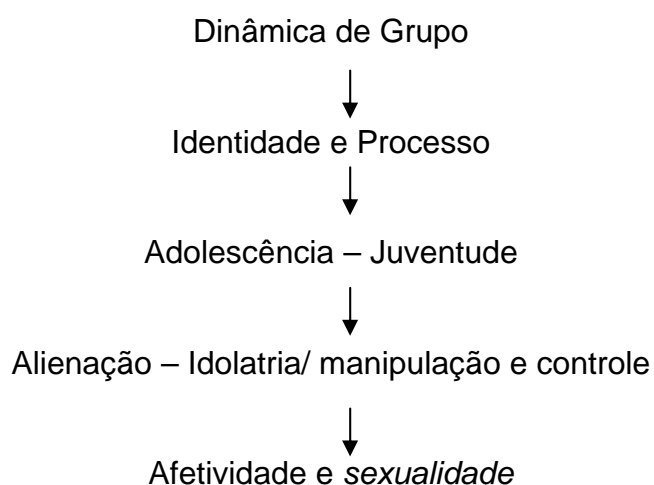 Dinâmica de Grupo
Identidade e Processo
Adolescência – Juventude
Alienação – Idolatria/ manipulação e controle
Afetividade e sexualidade